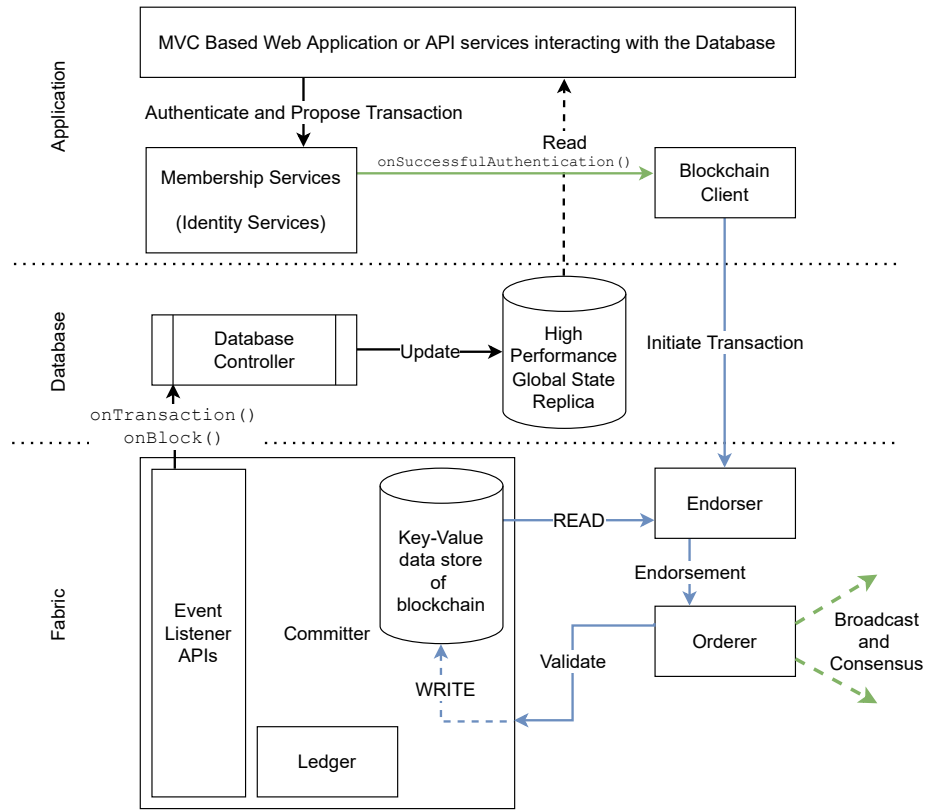 MVC Based Web Application or API services interacting with the Database
Application
Authenticate and Propose Transaction
Read
onSuccessfulAuthentication()
Membership Services
(Identity Services)
Blockchain
Client
Database
Database
Controller
Update
High
Performance
Global State
Replica
Initiate Transaction
onTransaction()
onBlock()
Fabric
Event
Listener
APIs
Committer
Key-Value
data store
of
blockchain
READ
Endorser
Endorsement
Orderer
Broadcast
and
Consensus
Validate
WRITE
Ledger